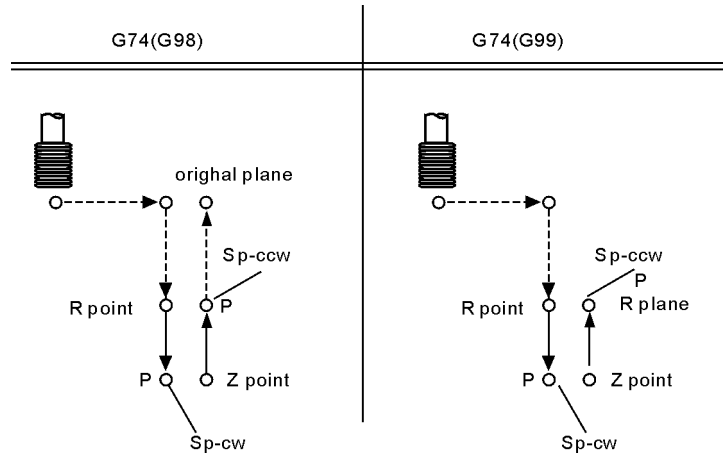 G74(G98)
orighal plane
Sp-ccw
R point
P
P
Z point
Sp-cw
G74(G99)
Sp-ccw
P
R point
R plane
P
Z point
Sp-cw